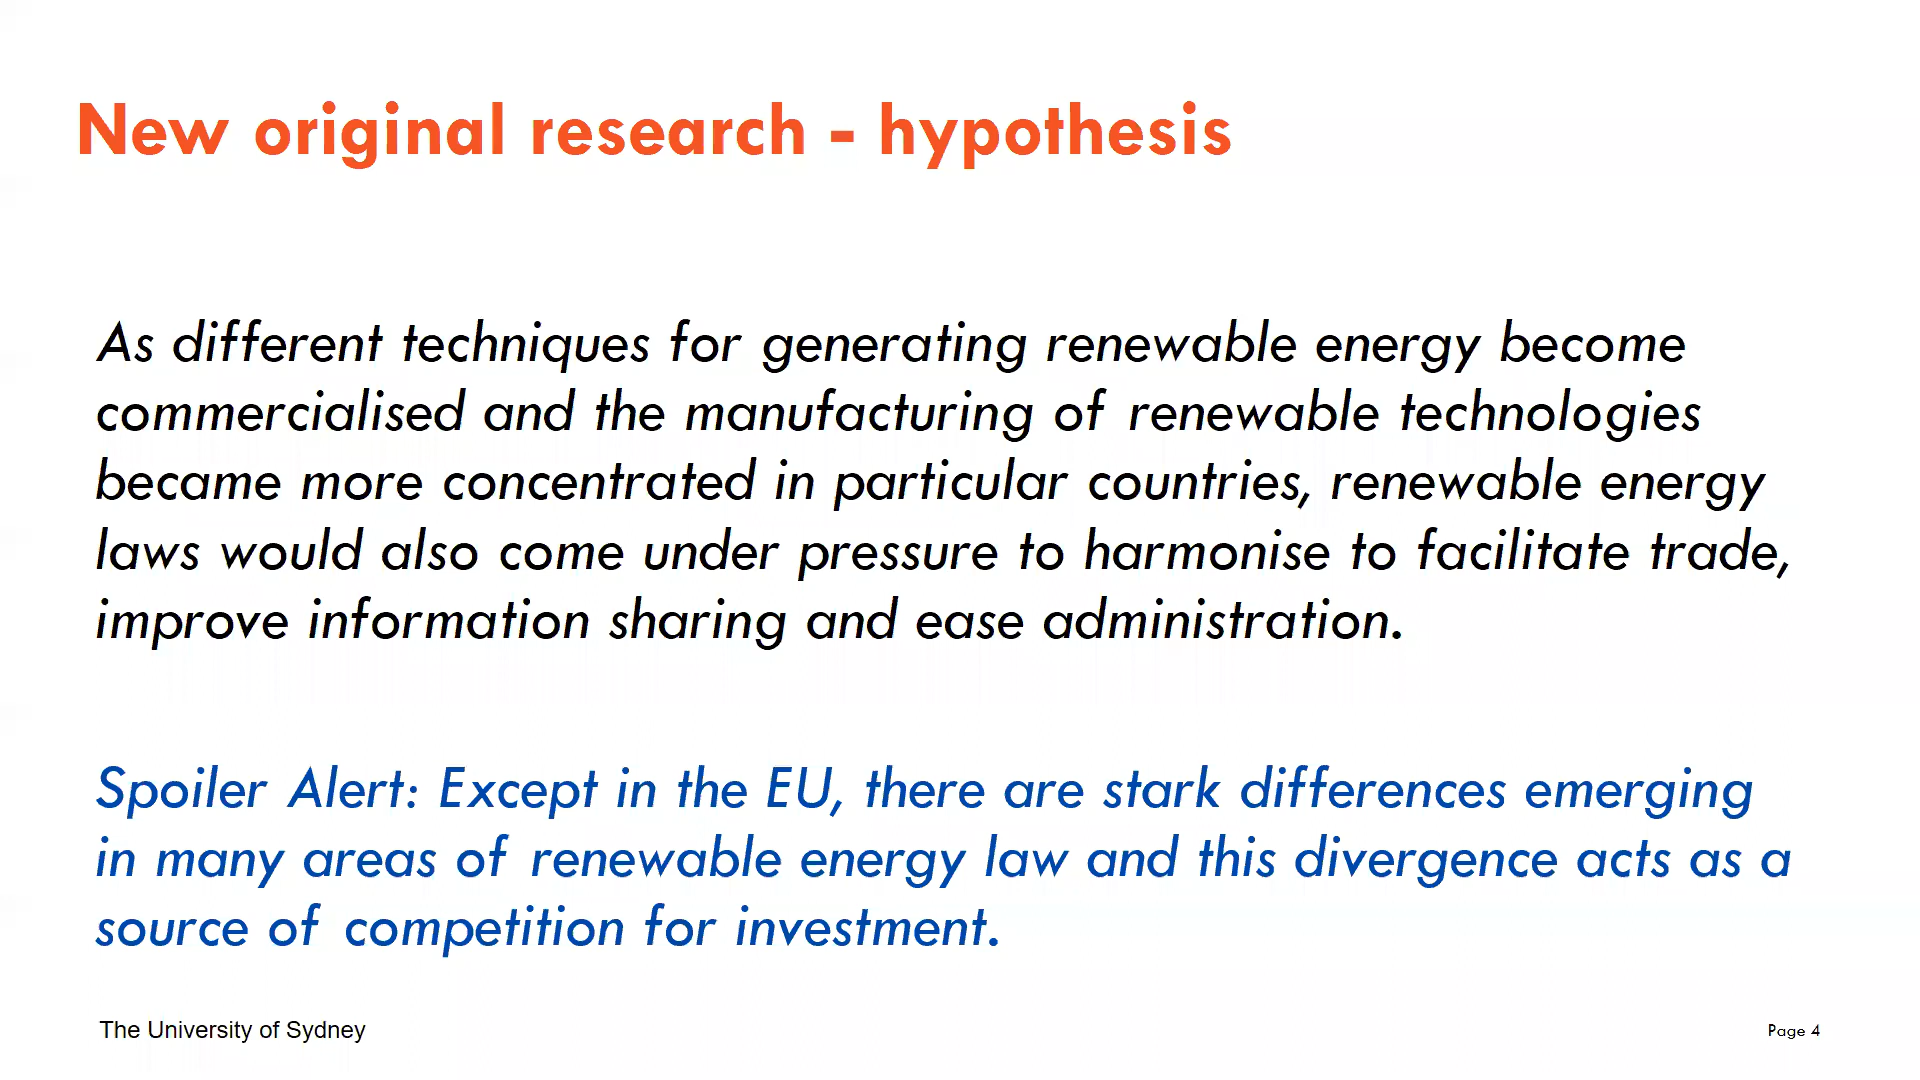 New original research - hypothesis
As different techniques for generating renewable energy become
commercialised and the manufacturing of renewable technologies
became more concentrated in particular countries, renewable energy
laws would also come under pressure to harmonise to facilitate trade,
improve information sharing and ease administration.
Spoiler Alert: Except in the EU, there are stark differences emerging
in many areas of renewable energy law and this divergence acts as a
source of competition for investment.
The University of Sydney
Page 4